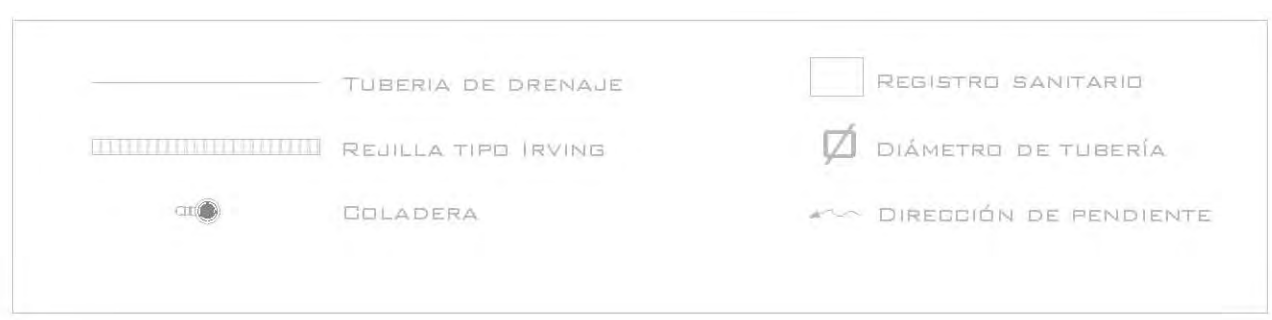 TUBERIA DE DRENAJE
REJILLA TIPO IRVING
COLADERA
REGISTRO SANITARIO
Ø DIÁMETRO DE TUBERÍA
DIRECCIÓN DE PENDIENTE